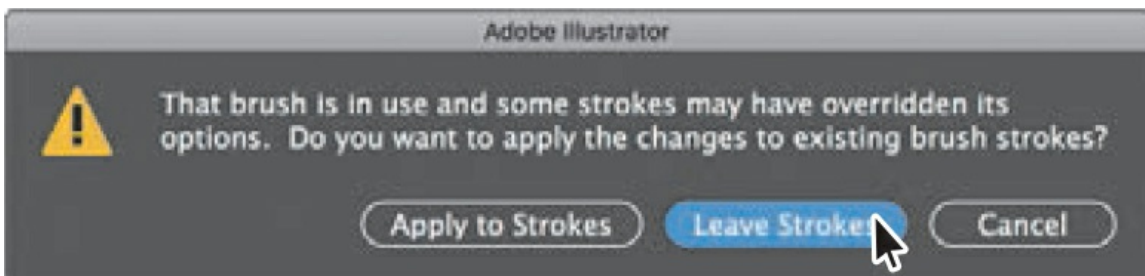 Adobe Illustrator
That brush is in use and some strokes may have overridden its
options. Do you want to apply the changes to existing brush strokes?
Apply to Strokes
Leave Strokes
Cancel